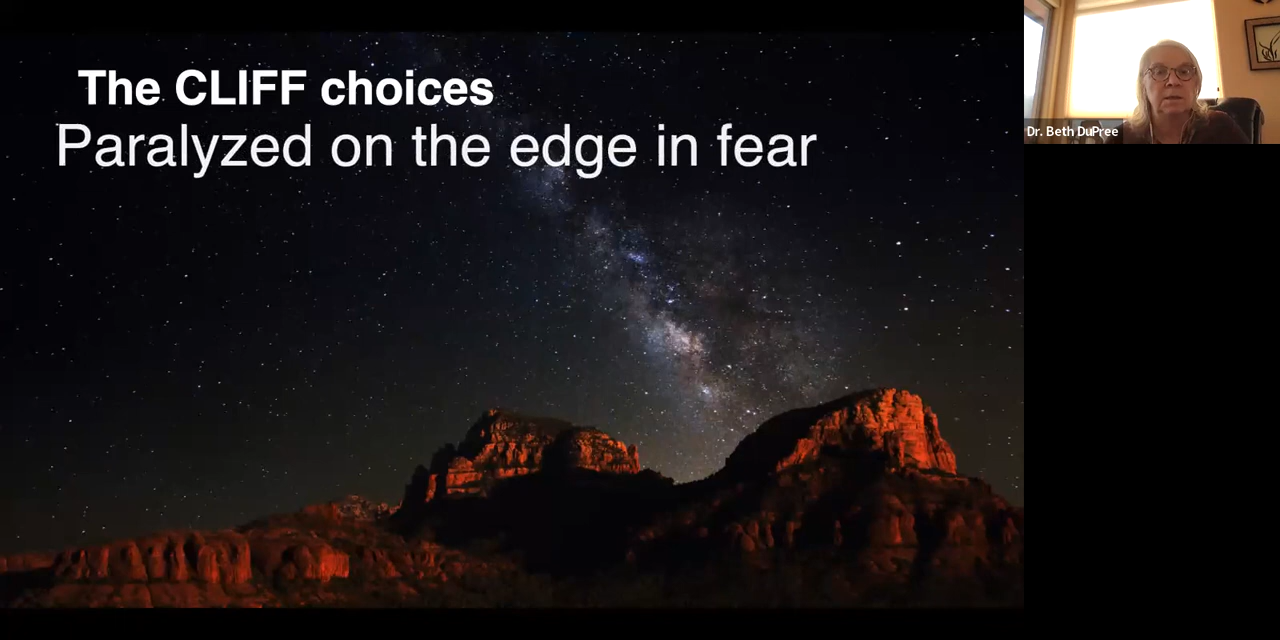 The CLIFF choices
Paralyzed on the edge in fear
Dr. Beth DuPree